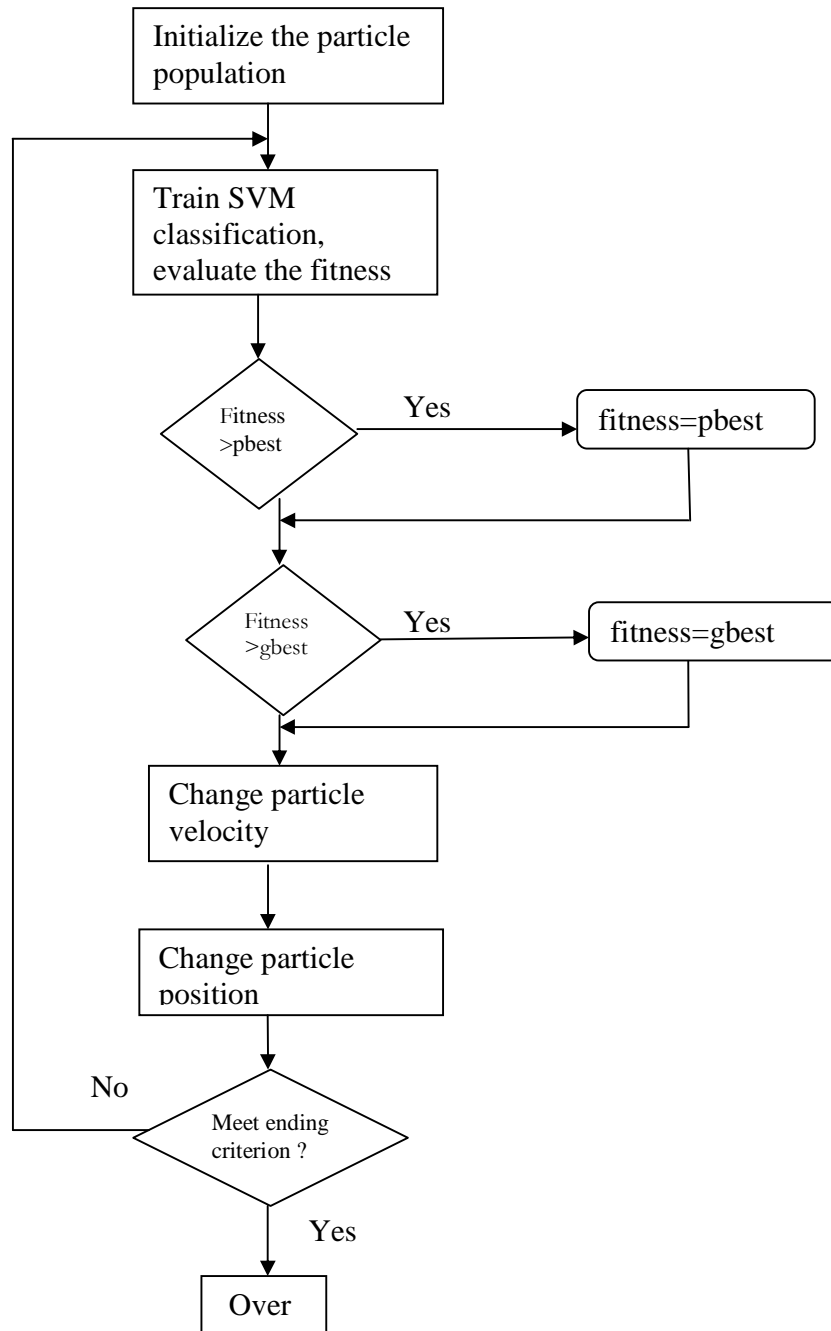 Initialize the particle
population
Train SVM
classification,
evaluate the fitness
Fitness
>pbest
Yes
fitness=pbest
Fitness
>gbest
Yes
fitness=gbest
Change particle
velocity
Change particle
position
No
Meet ending
criterion ?
Yes
Over